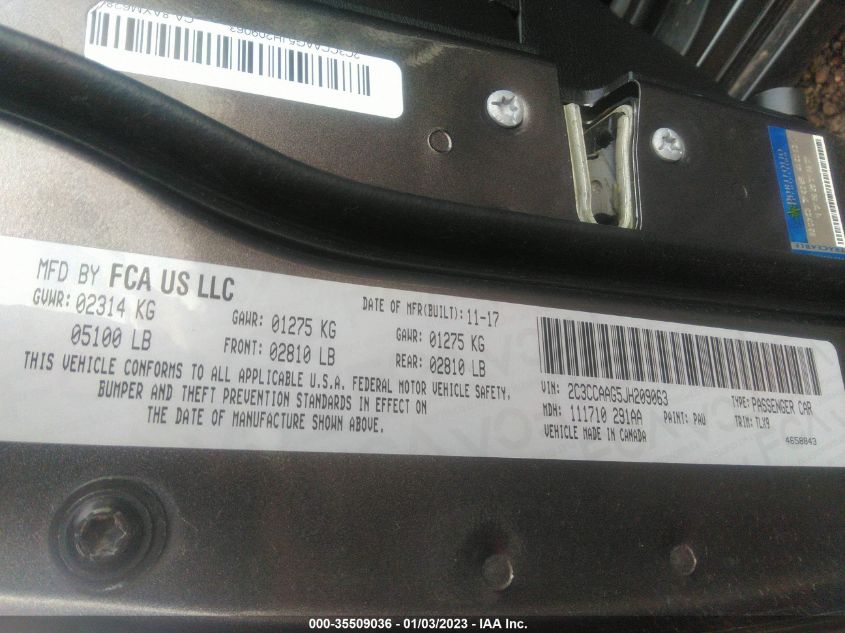 2C3CCAAG5JH209063
MFD BY FCA US LLC
DATE OF MFR(BUILT): 11-17
GVWR: 02314 KG
GAWR: 01275 KG
GAWR: 01275 KG
05100 LB
FRONT: 02810 LB
REAR: 02810 LB
THIS VEHICLE CONFORMS TO ALL APPLICABLE U.S.A. FEDERAL MOTOR VEHICLE SAFETY,
BUMPER AND THEFT PREVENTION STANDARDS IN EFFECT ON
THE DATE OF MANUFACTURE SHOWN ABOVE.
VIN: 2C3CCAAG5JH209063
TYPE: PASSENGER CAR
MDH: 111710 291AA
PAINT: PAU
TRIM: TLX9
VEHICLE MADE IN CANADA
4658843
000-35509036 - 01/03/2023 - IAA Inc.